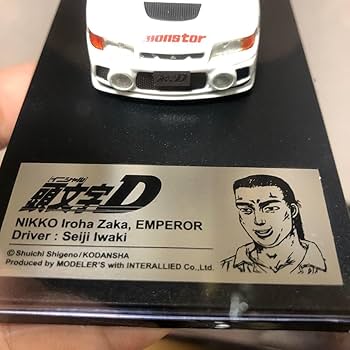 Monstor
D
イニシャル
頭文字D
NIKKO Iroha Zaka, EMPEROR
Driver : Seiji Iwaki
© Shuichi Shigeno/KODANSHA
Produced by MODELER'S with INTERALLIED Co.,Ltd.